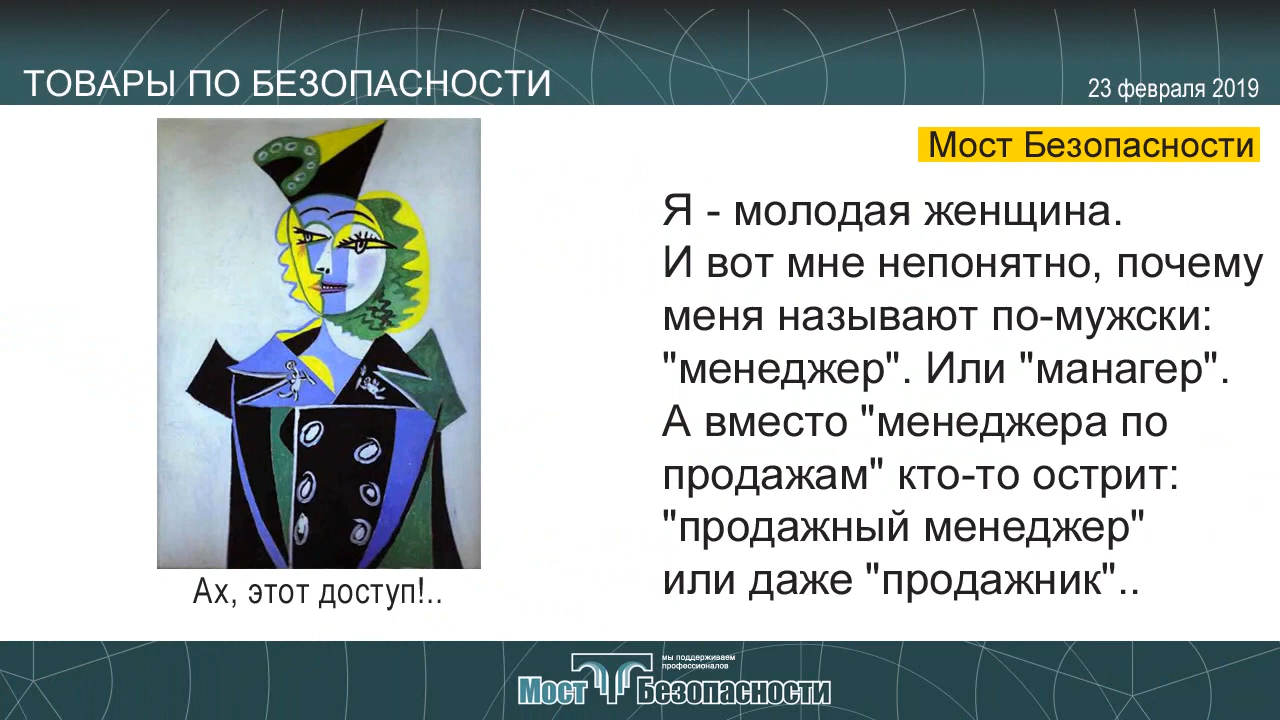 ТОВАРЫ ПО БЕЗОПАСНОСТИ
23 февраля 2019
Мост Безопасности
Я - молодая женщина.
И вот мне непонятно, почему
меня называют по-мужски:
"менеджер". Или "манагер".
А вместо "менеджера по
продажам" кто-то острит:
"продажный менеджер"
или даже "продажник"..
Ах, этот доступ!..
мы поддерживаем
профессионалов
Мост Безопасности